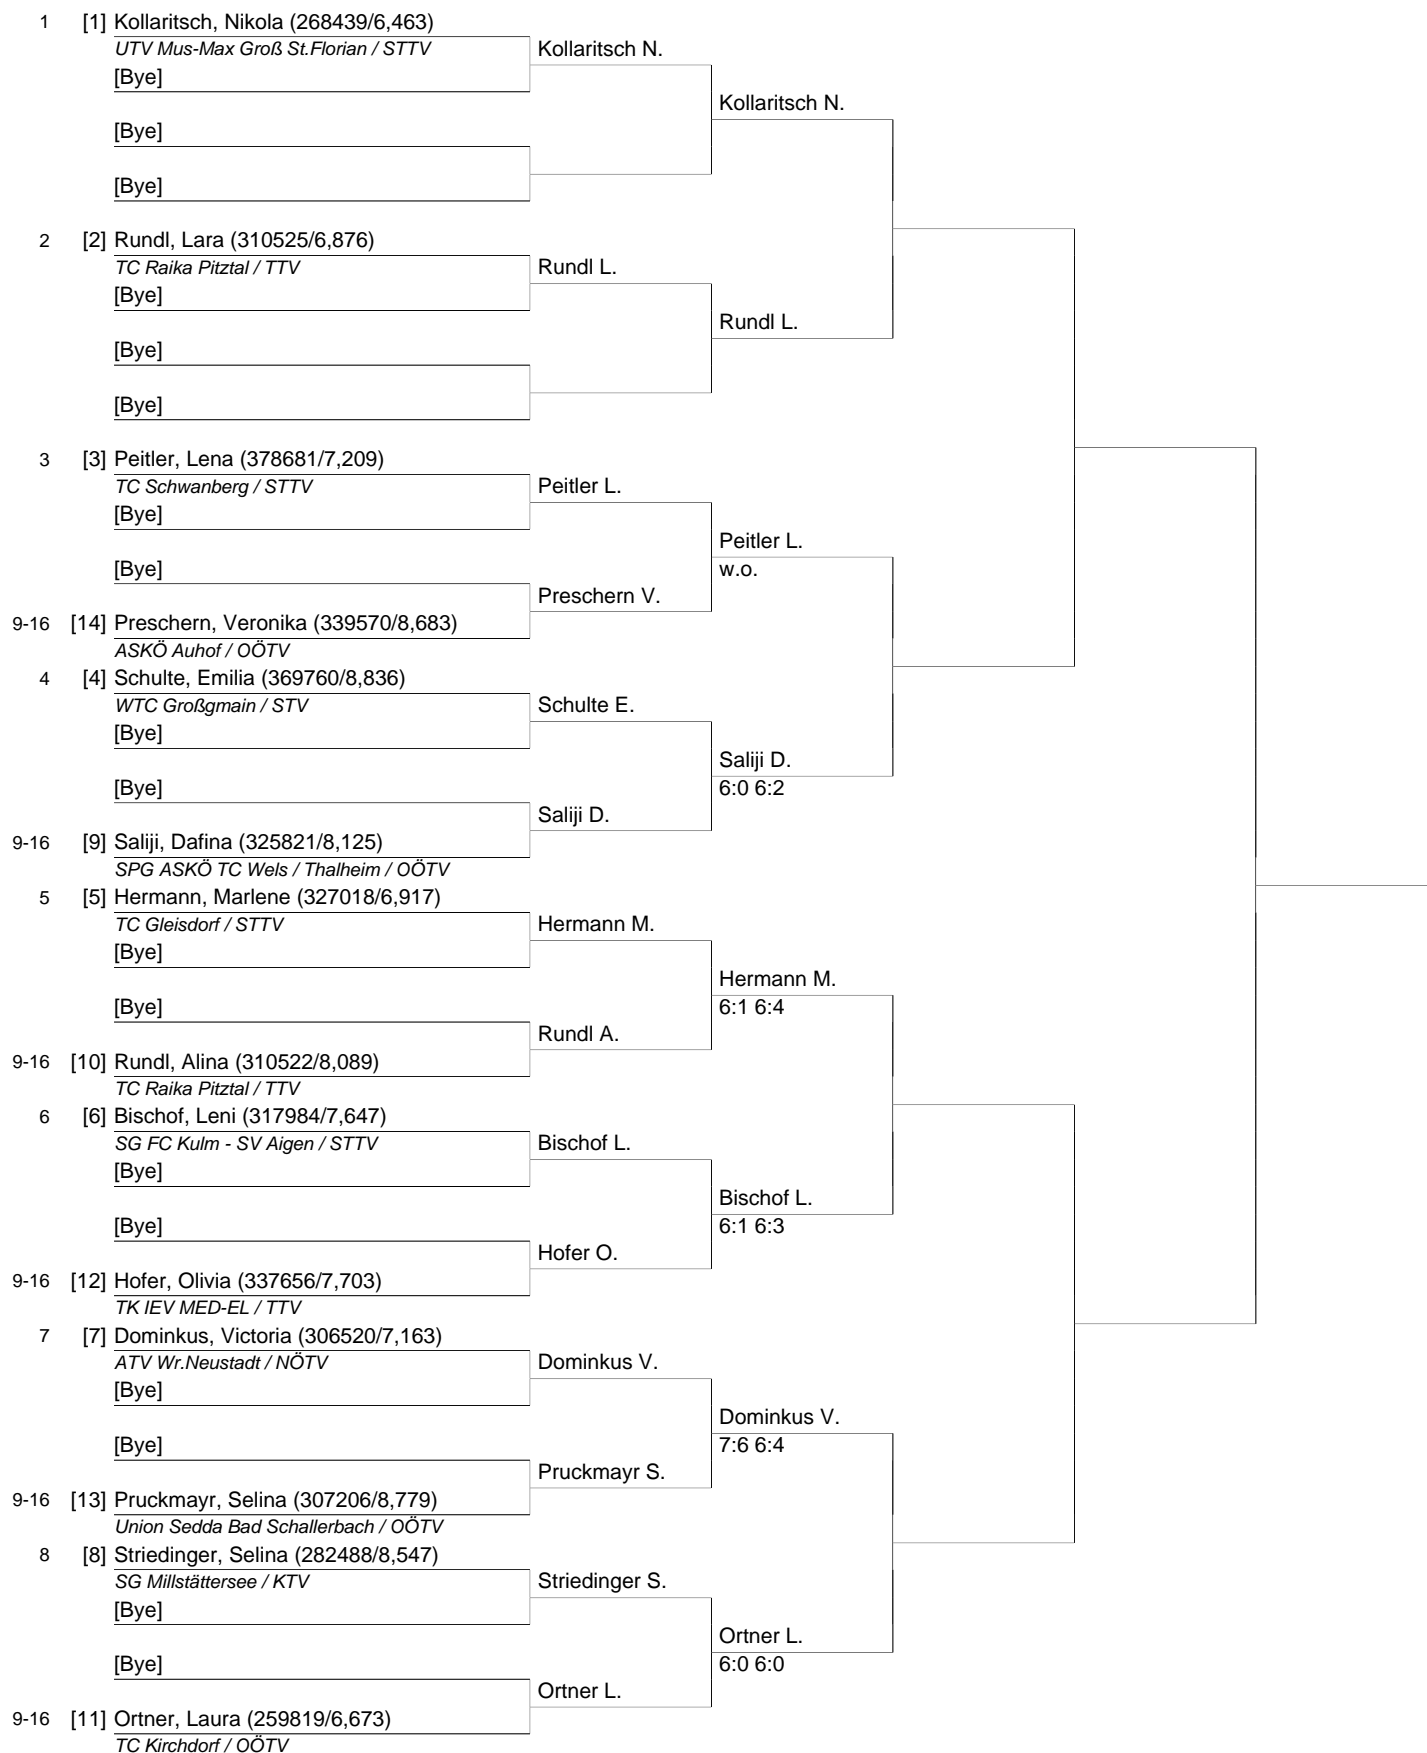 1 [1] Kollaritsch, Nikola (268439/6,463)
UTV Mus-Max Groß St.Florian / STTV
Kollaritsch N.
[Bye]
Kollaritsch N.
[Bye]
[Bye]
2 [2] Rundl, Lara (310525/6,876)
TC Raika Pitztal / TTV
Rundl L.
[Bye]
Rundl L.
[Bye]
[Bye]
3 [3] Peitler, Lena (378681/7,209)
TC Schwanberg / STTV
Peitler L.
[Bye]
Peitler L.
w.o.
[Bye]
Preschern V.
9-16 [14] Preschern, Veronika (339570/8,683)
ASKÖ Auhof / OÖTV
4 [4] Schulte, Emilia (369760/8,836)
WTC Großgmain / STV
Schulte E.
[Bye]
Saliji D.
6:0 6:2
[Bye]
Saliji D.
9-16 [9] Saliji, Dafina (325821/8,125)
SPG ASKÖ TC Wels / Thalheim / OÖTV
5 [5] Hermann, Marlene (327018/6,917)
TC Gleisdorf / STTV
Hermann M.
[Bye]
Hermann M.
6:1 6:4
[Bye]
Rundl A.
9-16 [10] Rundl, Alina (310522/8,089)
TC Raika Pitztal / TTV
6 [6] Bischof, Leni (317984/7,647)
SG FC Kulm - SV Aigen / STTV
Bischof L.
[Bye]
Bischof L.
6:1 6:3
[Bye]
Hofer O.
9-16 [12] Hofer, Olivia (337656/7,703)
TK IEV MED-EL / TTV
7 [7] Dominkus, Victoria (306520/7,163)
ATV Wr.Neustadt / NÖTV
Dominkus V.
[Bye]
Dominkus V.
7:6 6:4
[Bye]
Pruckmayr S.
9-16 [13] Pruckmayr, Selina (307206/8,779)
Union Sedda Bad Schallerbach / OÖTV
8 [8] Striedinger, Selina (282488/8,547)
SG Millstättersee / KTV
Striedinger S.
[Bye]
Ortner L.
6:0 6:0
[Bye]
Ortner L.
9-16 [11] Ortner, Laura (259819/6,673)
TC Kirchdorf / OÖTV